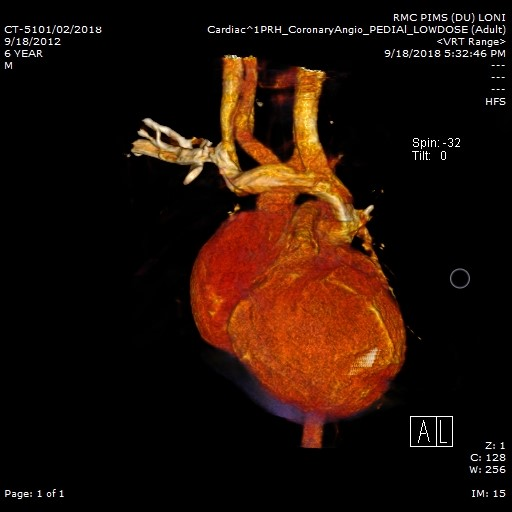 RMC PIMS (DU) LONI
CT-5101/02/2018
Cardiac^1PRH_CoronaryAngio_PEDIAl_LOWDOSE (Adult)
9/18/2012
<VRT Range>
6 YEAR
9/18/2018 5:32:46 PM
M
---
---
---
HFS
Spin: -32
Tilt: 0
A L
Z: 1
C: 128
W: 256
Page: 1 of 1
IM: 15